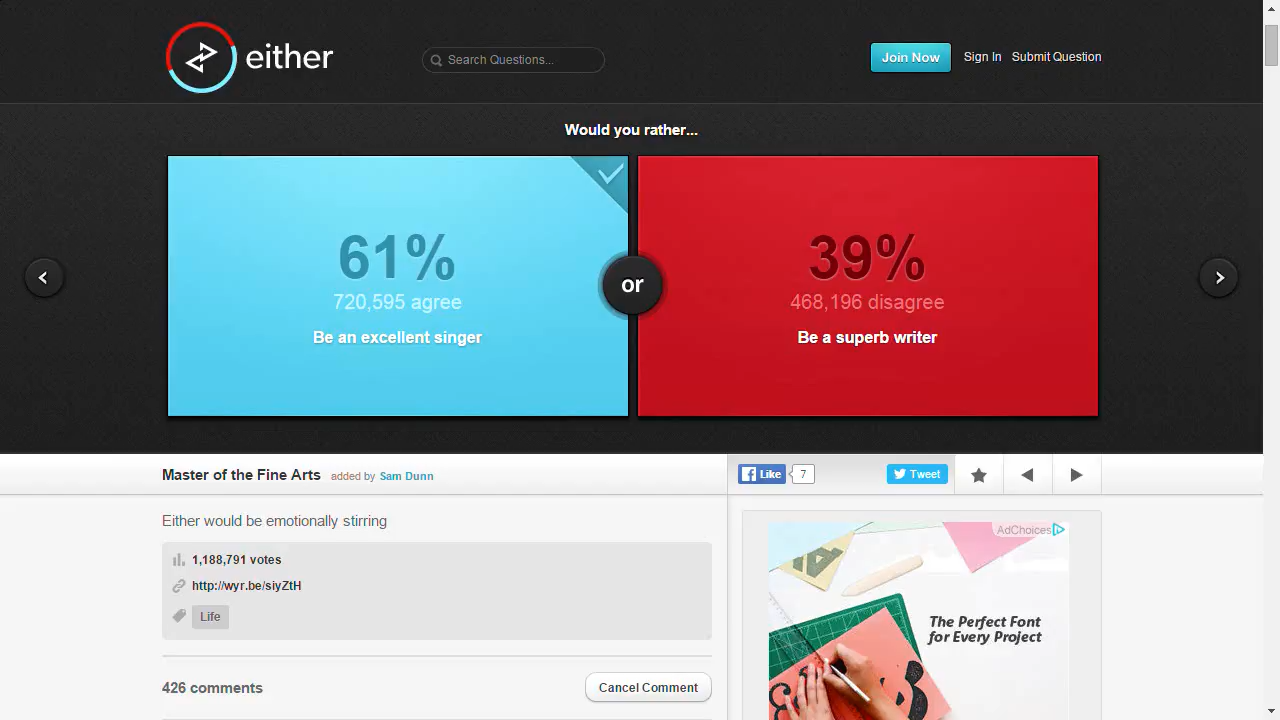 either
Search Questions...
Join Now
Sign In
Submit Question
Would you rather...
61%
720,595 agree
Be an excellent singer
or
39%
468,196 disagree
Be a superb writer
Master of the Fine Arts added by Sam Dunn
Like
7
Tweet
Either would be emotionally stirring
1,188,791 votes
http://wyr.be/siyZtH
Life
426 comments
Cancel Comment
AdChoices
The Perfect Font
for Every Project